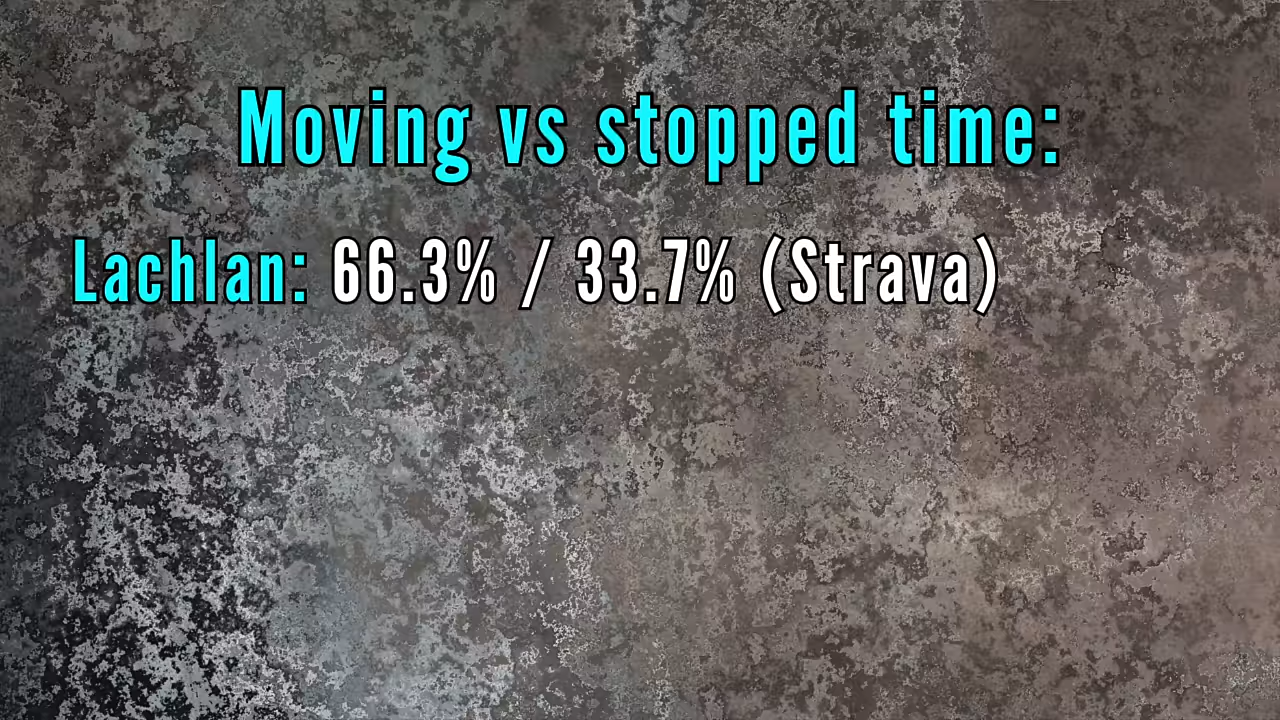 Moving vs stopped time:
Lachlan: 66.3% / 33.7% (Strava)